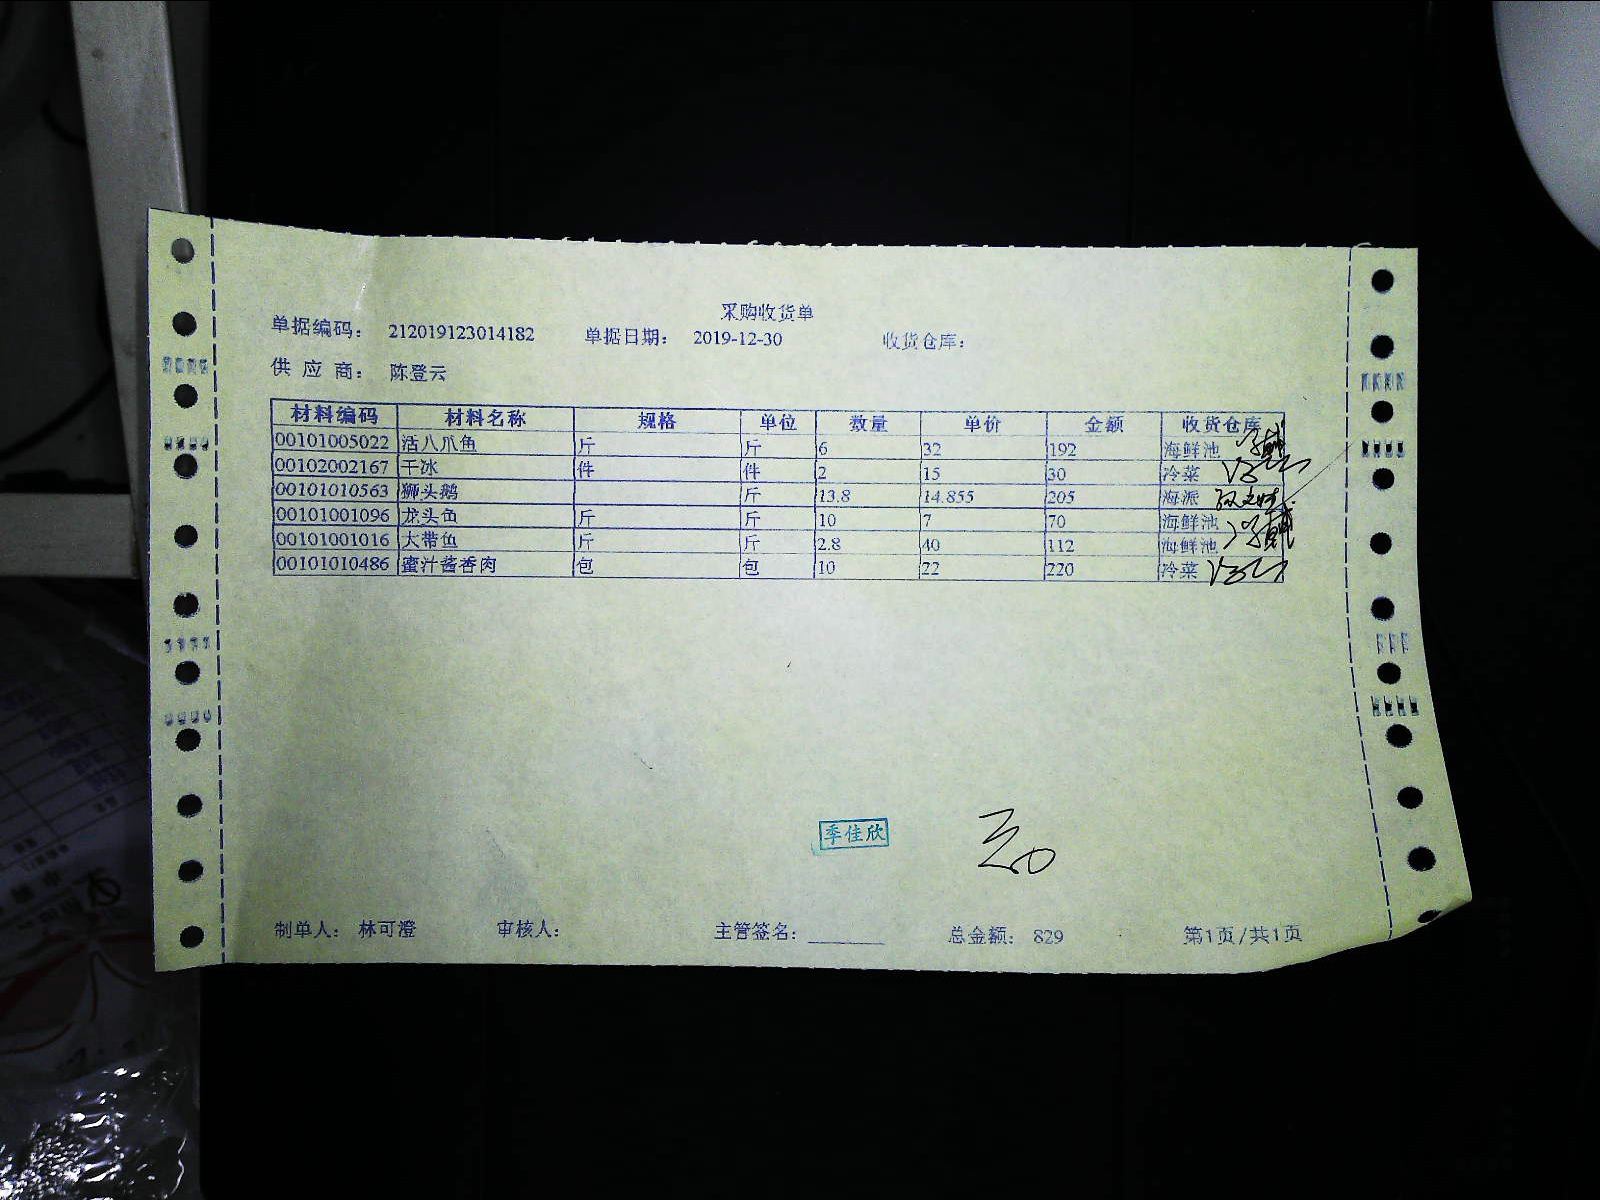 采购收货单
单据编码： 212019123014182 单据日期： 2019-12-30 收货仓库：
供 应 商： 陈登云
材料编码 材料名称 规格 单位 数量 单价 金额 收货仓库
00101005022 活八爪鱼 斤 斤 6 32 192 海鲜池
00102002167 干冰 件 件 2 15 30 冷菜
00101010563 狮头鹅 斤 13.8 14.855 205 海派
00101001096 龙头鱼 斤 斤 10 7 70 海鲜池
00101001016 大带鱼 斤 斤 2.8 40 112 海鲜池
00101010486 蜜汁酱香肉 包 包 10 22 220 冷菜
季佳欣
制单人： 林可澄 审核人： 主管签名： 总金额： 829 第1页/共1页